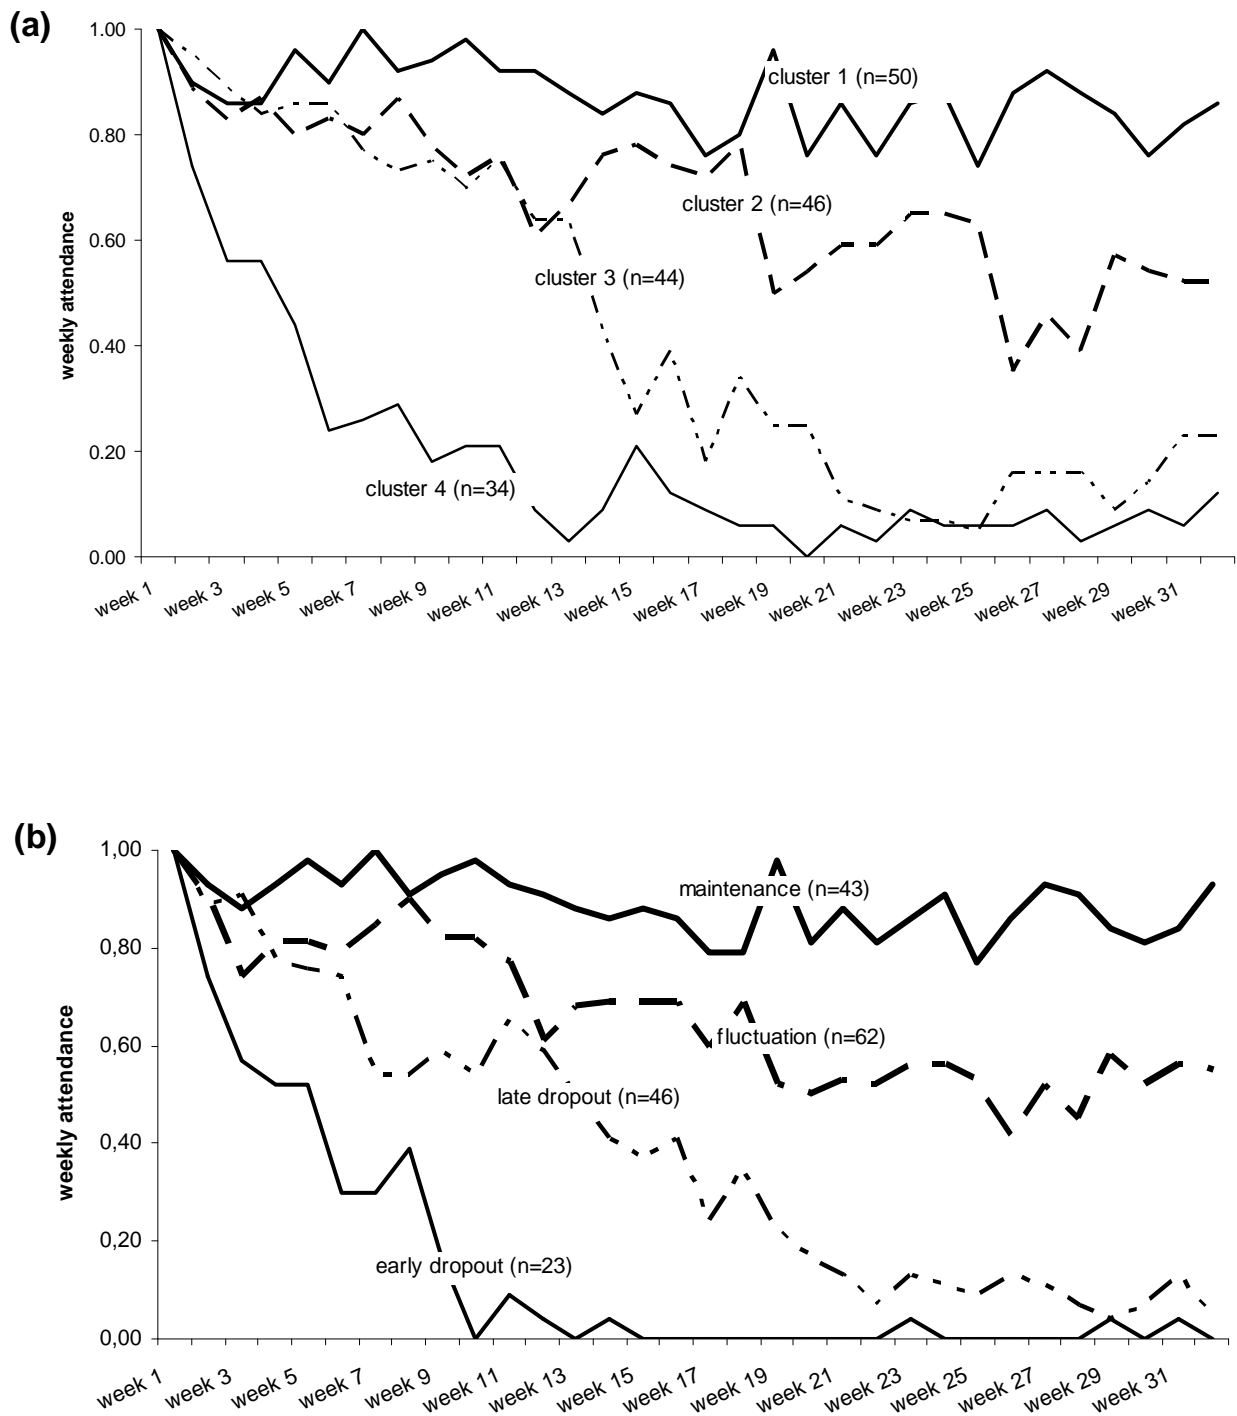 (a)
1.00
0.80
0.60
0.40
0.20
0.00
weekly attendance
cluster 1 (n=50)
cluster 2 (n=46)
cluster 3 (n=44)
cluster 4 (n=34)
week 1
week 3
week 5
week 7
week 9
week 11
week 13
week 15
week 17
week 19
week 21
week 23
week 25
week 27
week 29
week 31
(b)
1,00
0,80
0,60
0,40
0,20
0,00
weekly attendance
maintenance (n=43)
fluctuation (n=62)
late dropout (n=46)
early dropout (n=23)
week 1
week 3
week 5
week 7
week 9
week 11
week 13
week 15
week 17
week 19
week 21
week 23
week 25
week 27
week 29
week 31